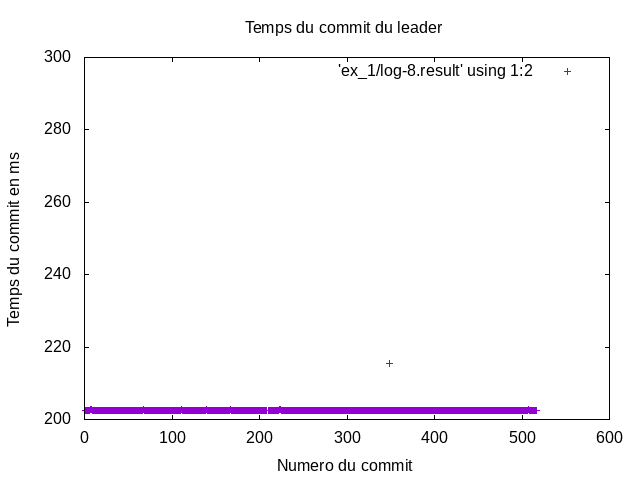 Temps du commit du leader
'ex_1/log-8.result' using 1:2
Temps du commit en ms
300
280
260
240
220
200
0 100 200 300 400 500 600
Numero du commit